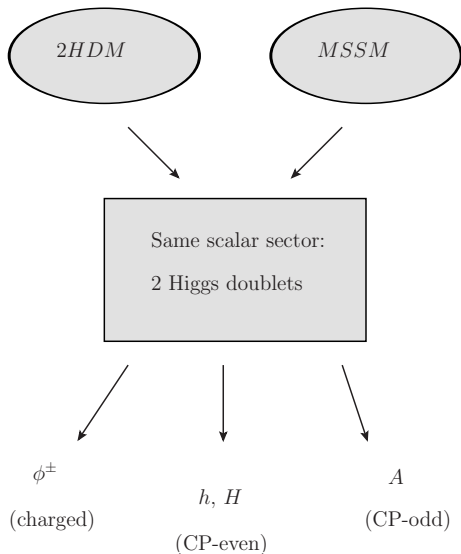 2HDM
MSSM
Same scalar sector:
2 Higgs doublets
ϕ±
(charged)
h, H
(CP-even)
A
(CP-odd)